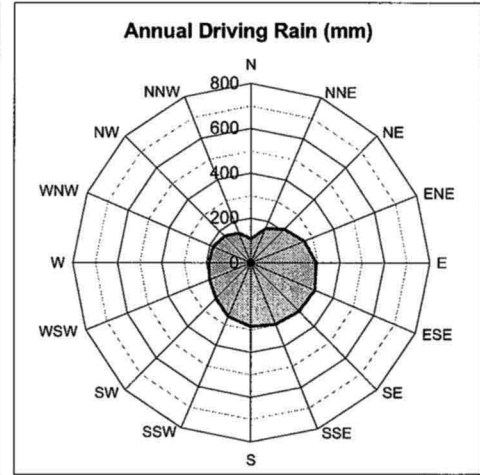 Annual Driving Rain (mm)
N
NNW
800
NNE
NW
600
NE
400
WNW
ENE
200
W
0
E
WSW
ESE
SW
SE
SSW
SSE
S